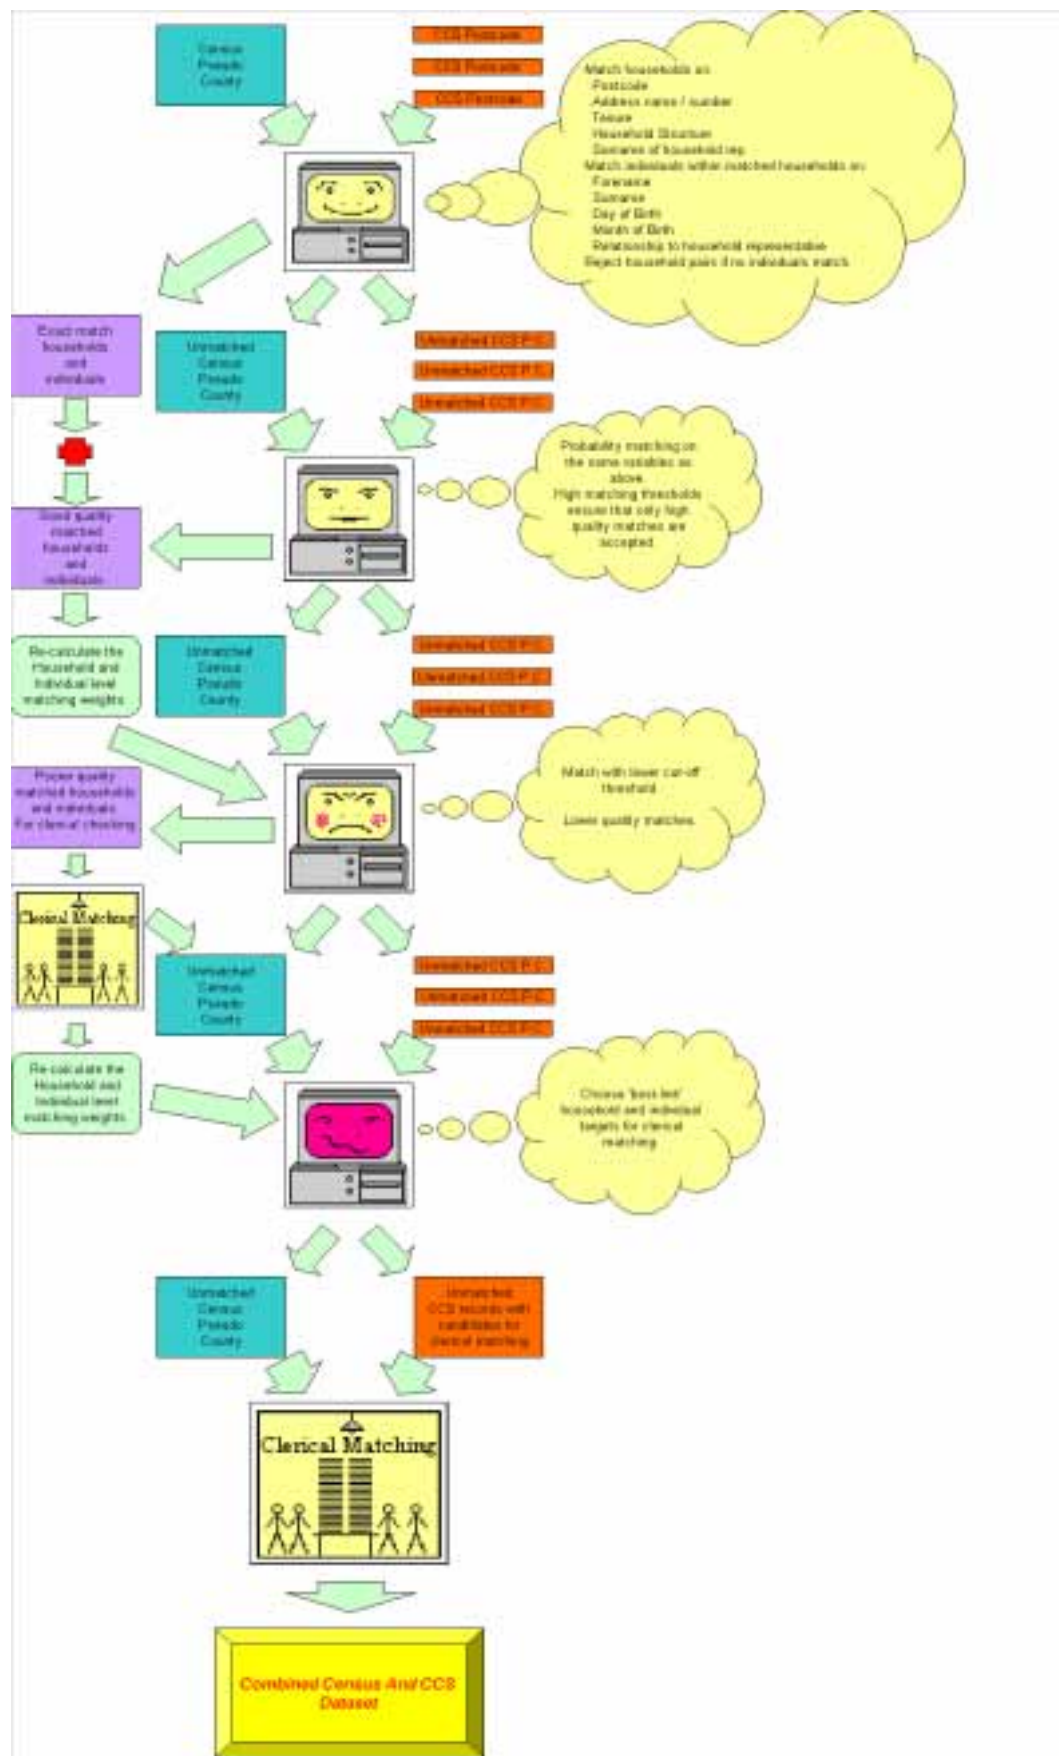 Census
Pseudo
County
CCS Postcode
CCS Postcode
CCS Postcode
Match households on
Postcode
Address name / number
Tenure
Household Structure
Surname of household rep
Match individuals within matched households on
Forename
Surname
Day of Birth
Month of Birth
Relationship to household representative
Reject household pairs if no individuals match
Exact match
households
and
individuals
Unmatched
Census
Pseudo
County
Unmatched CCS P.C.
Unmatched CCS P.C.
Unmatched CCS P.C.
Probability matching on
the same variables as
above.
High matching thresholds
ensure that only high
quality matches are
accepted
Good quality
matched
households
and
individuals
Re-calculate the
Household and
Individual level
matching weights
Unmatched
Census
Pseudo
County
Unmatched CCS P.C.
Unmatched CCS P.C.
Unmatched CCS P.C.
Match with lower cut-off
threshold.
Lower quality matches.
Poorer quality
matched households
and individuals.
For clerical checking
Clerical Matching
Unmatched
Census
Pseudo
County
Unmatched CCS P.C.
Unmatched CCS P.C.
Unmatched CCS P.C.
Re-calculate the
Household and
Individual level
matching weights
Choose 'best link'
household and individual
targets for clerical
matching
Unmatched
Census
Pseudo
County
Unmatched
CCS records with
candidates for
clerical matching
Clerical Matching
Combined Census And CCS
Dataset